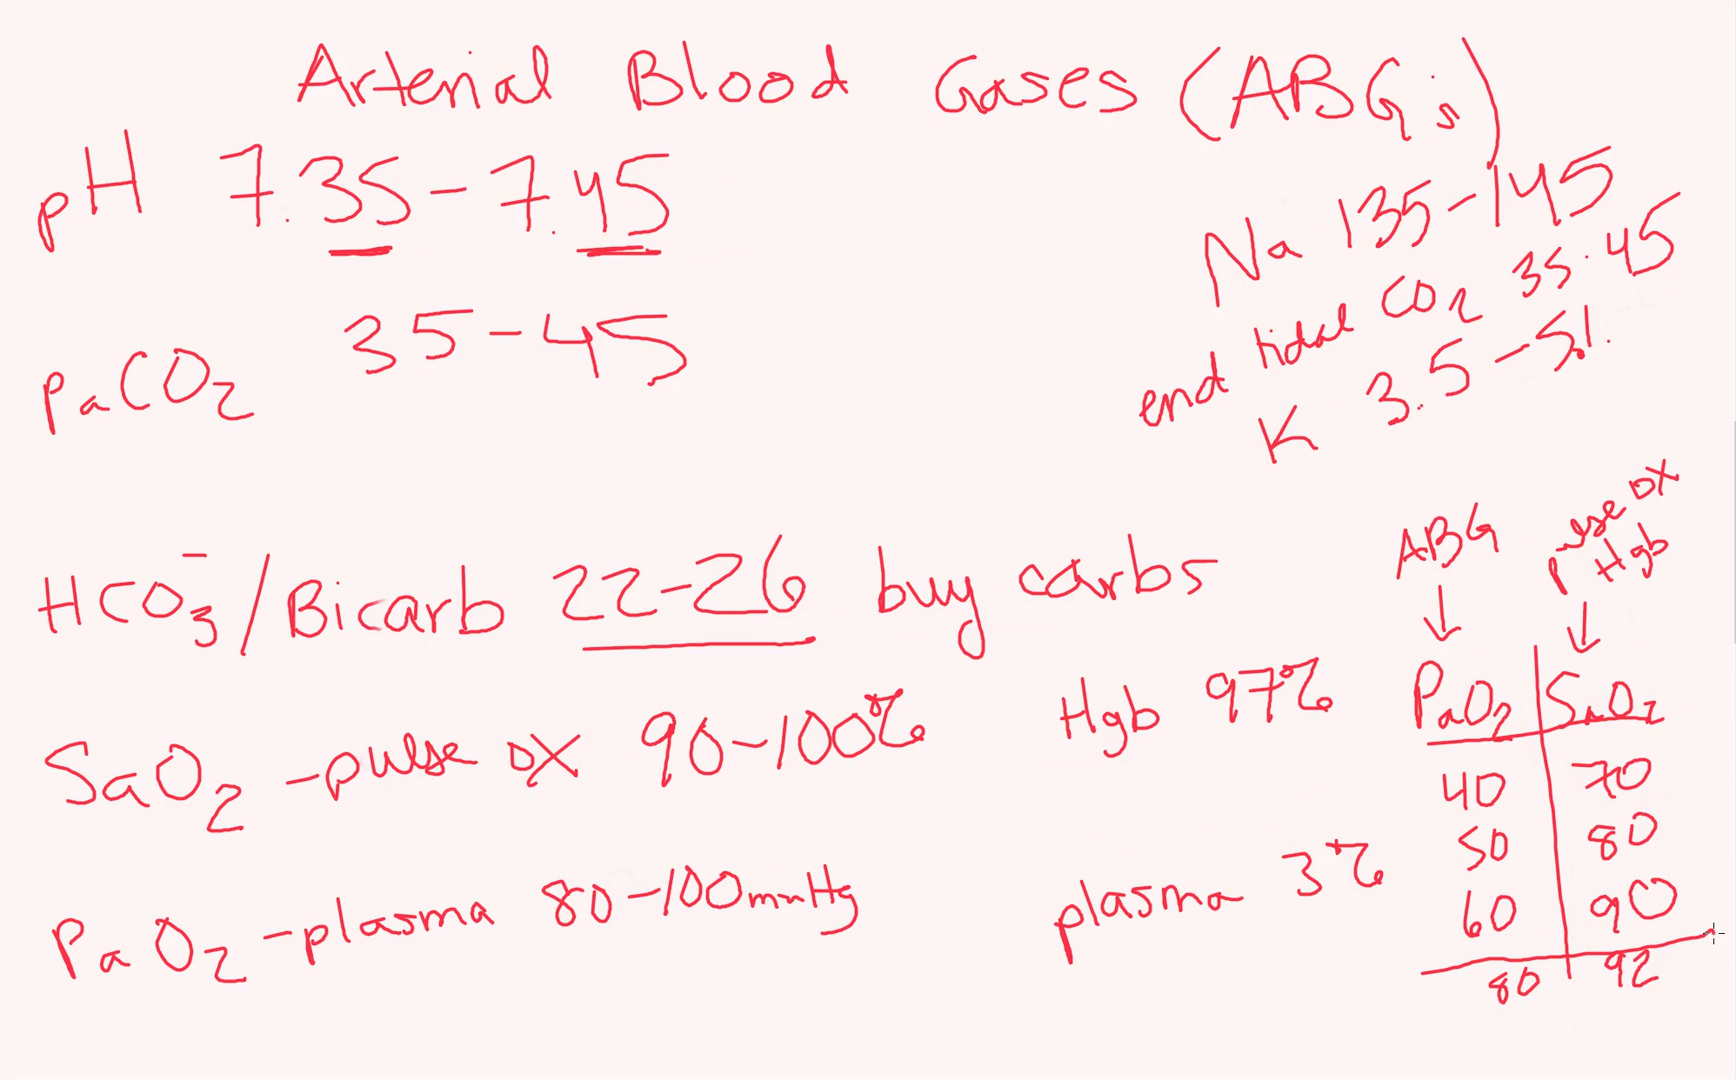 Arterial Blood Gases (ABG's)
pH 7.35-7.45
PaCO2 35-45
Na 135-145
end tidal CO2 35-45
K 3.5-5.1
HCO3-/Bicarb 22-26 buy carbs
SaO2 -pulse ox 90-100%
PaO2 -plasma 80-100mmHg
Hgb 97%
plasma 3%
ABG pulse ox
Hgb
↓ ↓
PaO2 SaO2
40 70
50 80
60 90
80 92